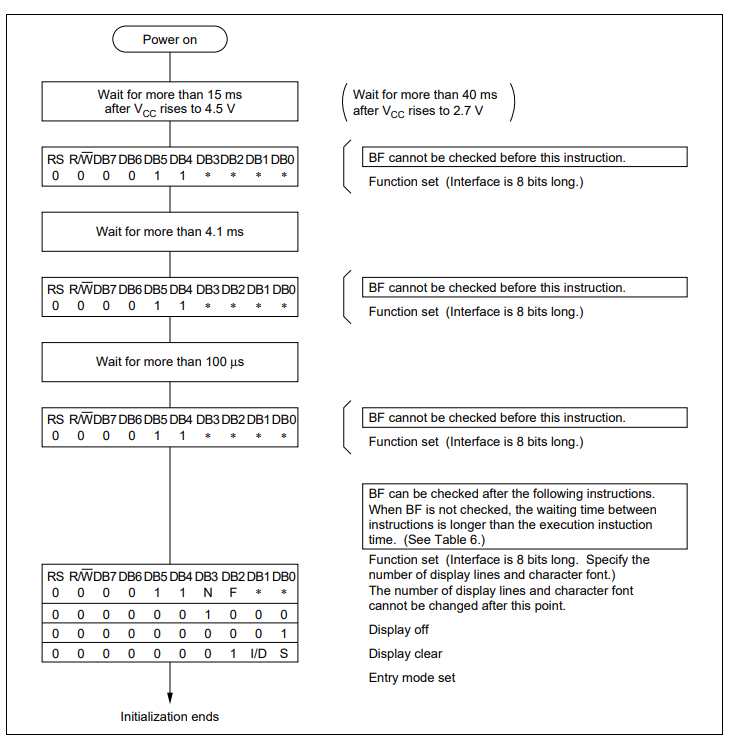 Power on
Wait for more than 15 ms
after VCC rises to 4.5 V
Wait for more than 40 ms
after VCC rises to 2.7 V
RS R/W̅ DB7 DB6 DB5 DB4 DB3 DB2 DB1 DB0
0 0 0 0 1 1 * * * *
BF cannot be checked before this instruction.
Function set (Interface is 8 bits long.)
Wait for more than 4.1 ms
RS R/W̅ DB7 DB6 DB5 DB4 DB3 DB2 DB1 DB0
0 0 0 0 1 1 * * * *
BF cannot be checked before this instruction.
Function set (Interface is 8 bits long.)
Wait for more than 100 µs
RS R/W̅ DB7 DB6 DB5 DB4 DB3 DB2 DB1 DB0
0 0 0 0 1 1 * * * *
BF cannot be checked before this instruction.
Function set (Interface is 8 bits long.)
BF can be checked after the following instructions.
When BF is not checked, the waiting time between
instructions is longer than the execution instuction
time. (See Table 6.)
RS R/W̅ DB7 DB6 DB5 DB4 DB3 DB2 DB1 DB0
0 0 0 0 1 1 N F * *
0 0 0 0 0 0 1 0 0 0
0 0 0 0 0 0 0 0 0 1
0 0 0 0 0 0 0 1 I/D S
Function set (Interface is 8 bits long. Specify the
number of display lines and character font.)
The number of display lines and character font
cannot be changed after this point.
Display off
Display clear
Entry mode set
Initialization ends